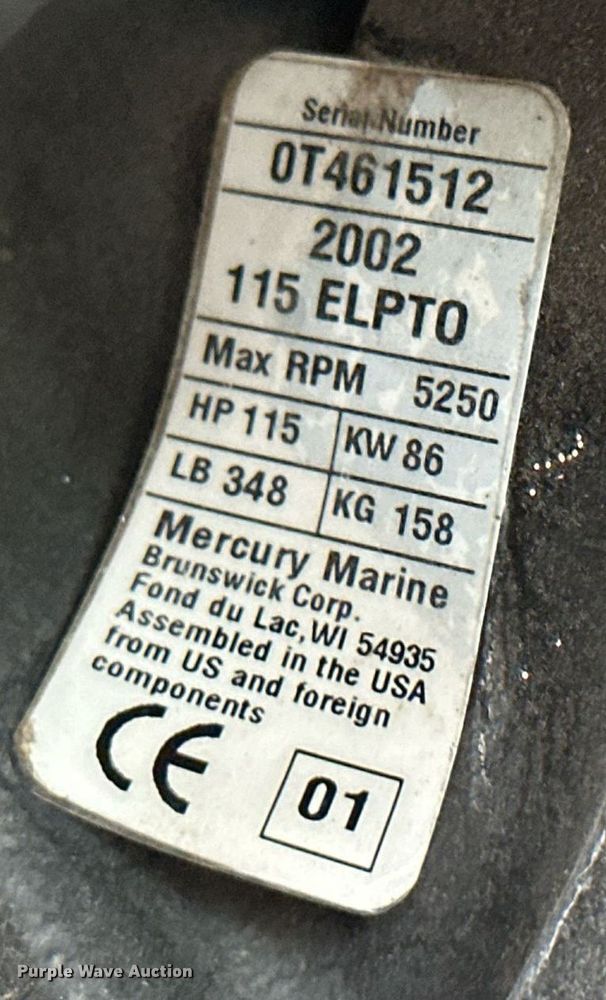 Serial Number
0T461512
2002
115 ELPTO
Max RPM 5250
HP 115 KW 86
LB 348 KG 158
Mercury Marine
Brunswick Corp.
Fond du Lac, WI 54935
Assembled in the USA
from US and foreign
components
CE 01
Purple Wave Auction